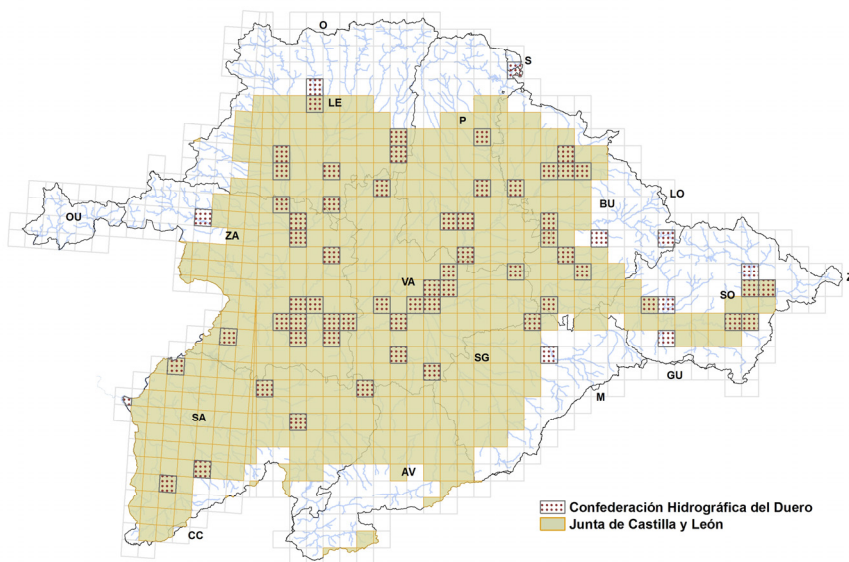 O
S
LE
P
OU
BU
LO
ZA
VA
SO
Z
SG
GU
M
SA
AV
CC
Confederación Hidrográfica del Duero
Junta de Castilla y León